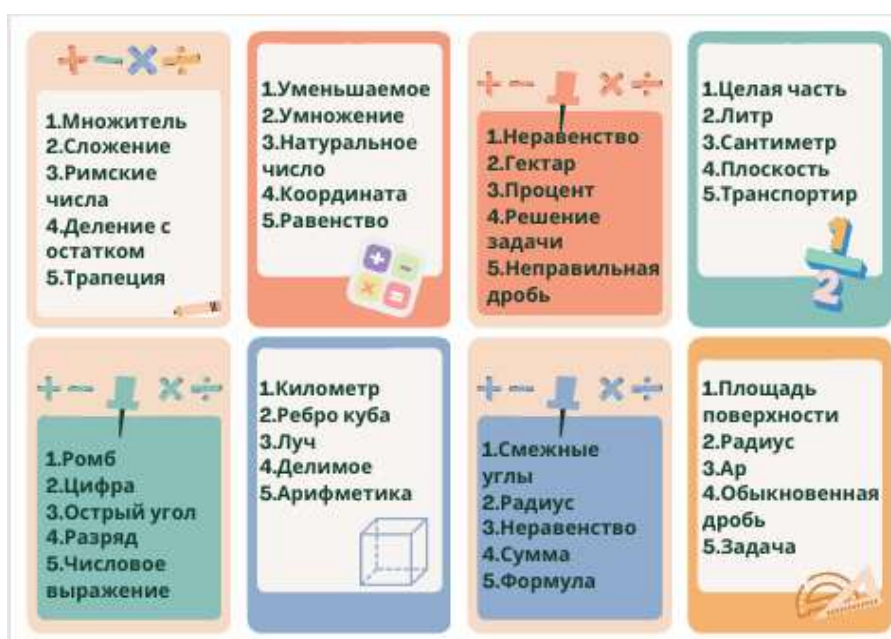 1.Множитель
2.Сложение
3.Римские
числа
4.Деление с
остатком
5.Трапеция
1.Уменьшаемое
2.Умножение
3.Натуральное
число
4.Координата
5.Равенство
1.Неравенство
2.Гектар
3.Процент
4.Решение
задачи
5.Неправильная
дробь
1.Целая часть
2.Литр
3.Сантиметр
4.Плоскость
5.Транспортир
1
2
1.Ромб
2.Цифра
3.Острый угол
4.Разряд
5.Числовое
выражение
1.Километр
2.Ребро куба
3.Луч
4.Делимое
5.Арифметика
1.Смежные
углы
2.Радиус
3.Неравенство
4.Сумма
5.Формула
1.Площадь
поверхности
2.Радиус
3.Ар
4.Обыкновенная
дробь
5.Задача